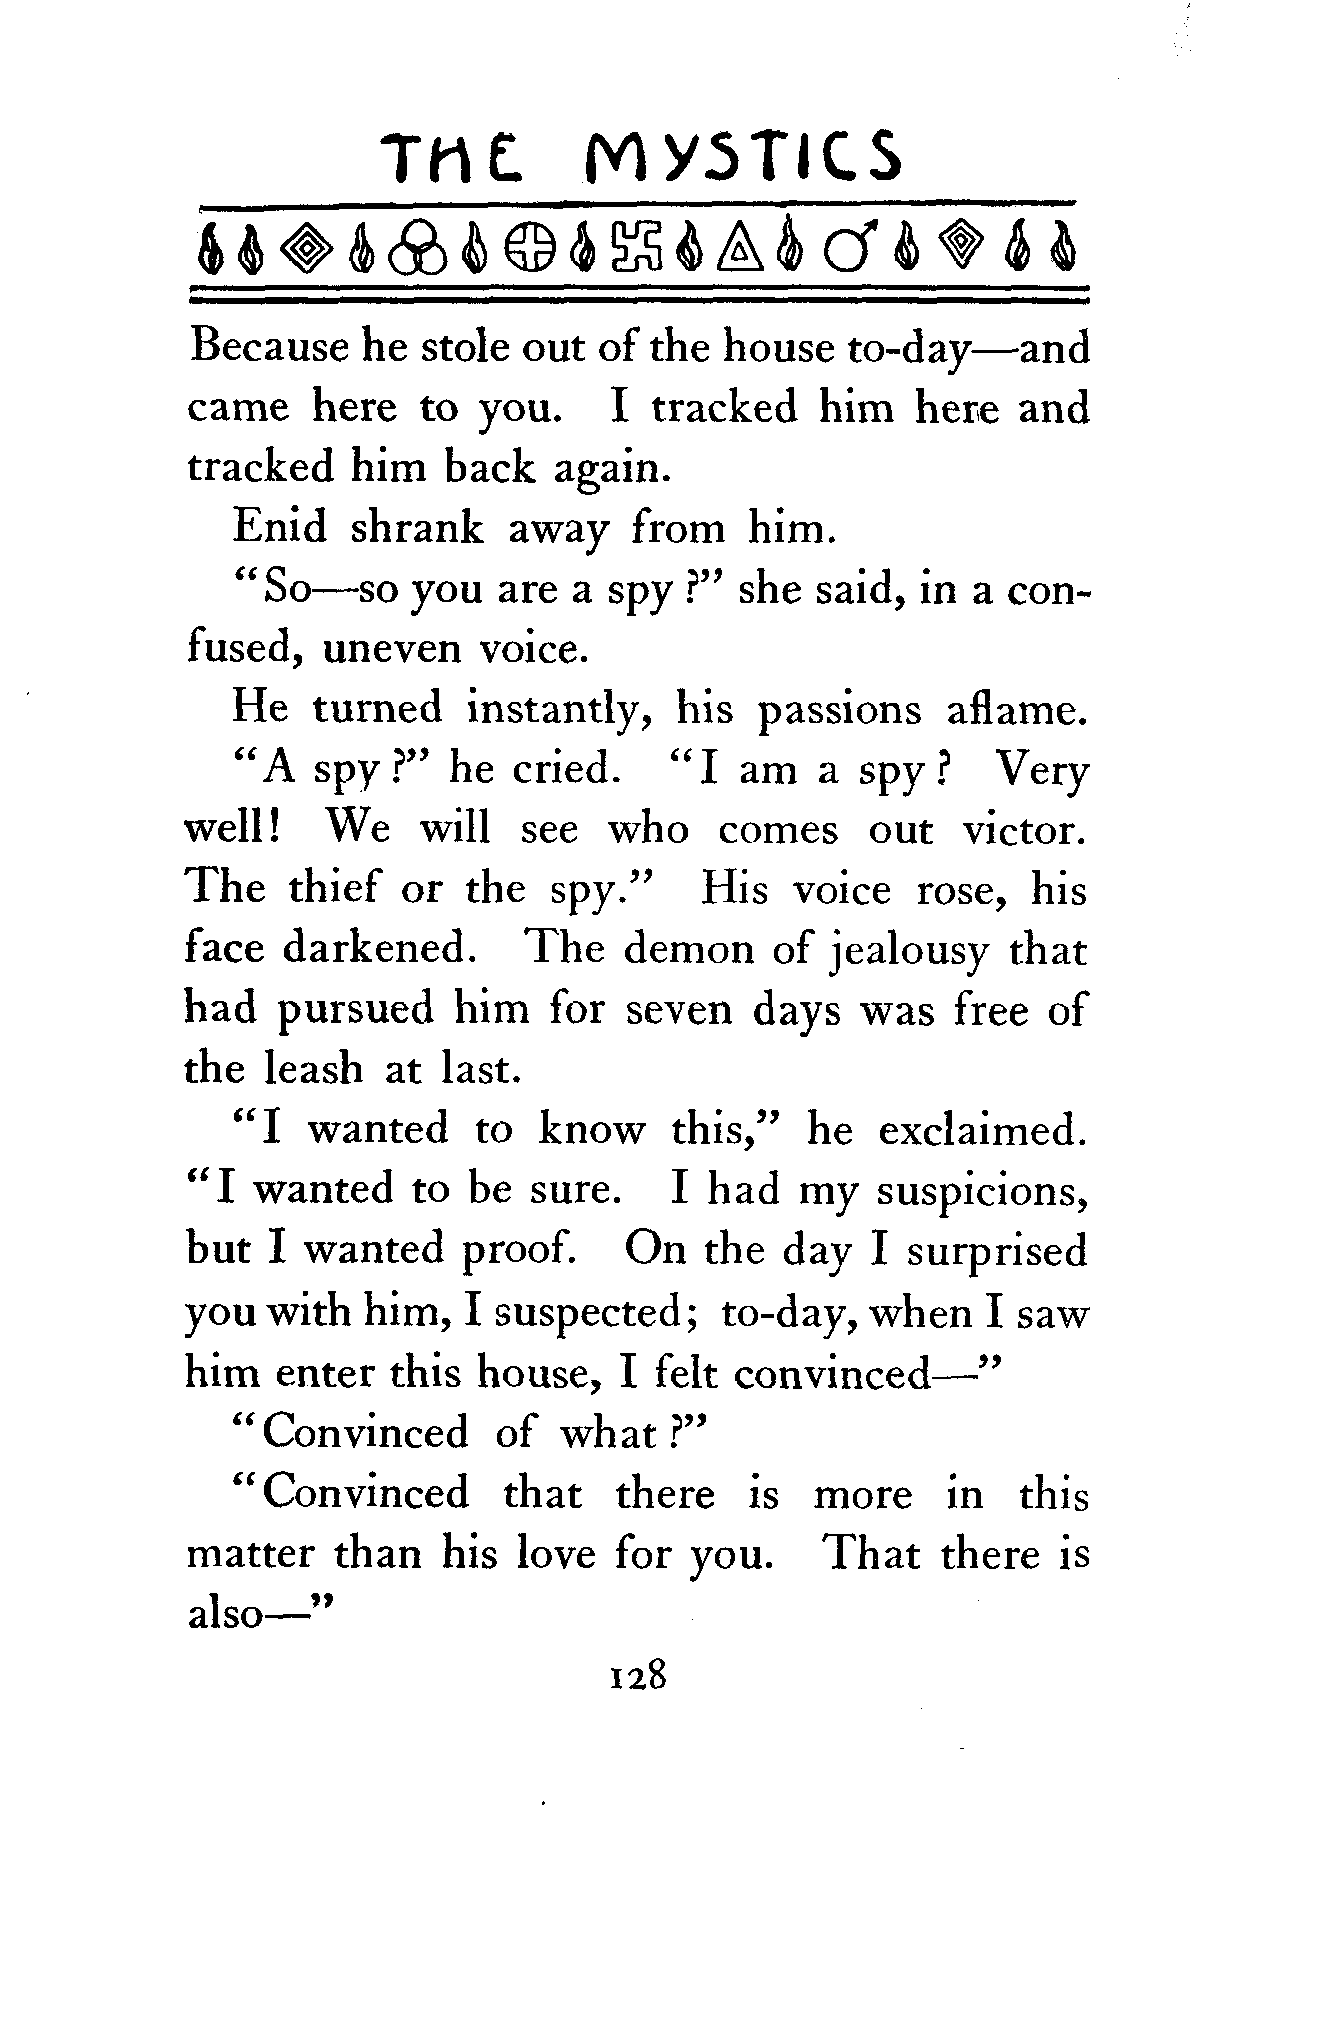 THE MYSTICS
Because he stole out of the house to-day—and
came here to you. I tracked him here and
tracked him back again.
Enid shrank away from him.
“So—so you are a spy?” she said, in a con-
fused, uneven voice.
He turned instantly, his passions aflame.
“A spy?” he cried. “I am a spy? Very
well! We will see who comes out victor.
The thief or the spy.” His voice rose, his
face darkened. The demon of jealousy that
had pursued him for seven days was free of
the leash at last.
“I wanted to know this,” he exclaimed.
“I wanted to be sure. I had my suspicions,
but I wanted proof. On the day I surprised
you with him, I suspected; to-day, when I saw
him enter this house, I felt convinced—”
“Convinced of what?”
“Convinced that there is more in this
matter than his love for you. That there is
also—”
128